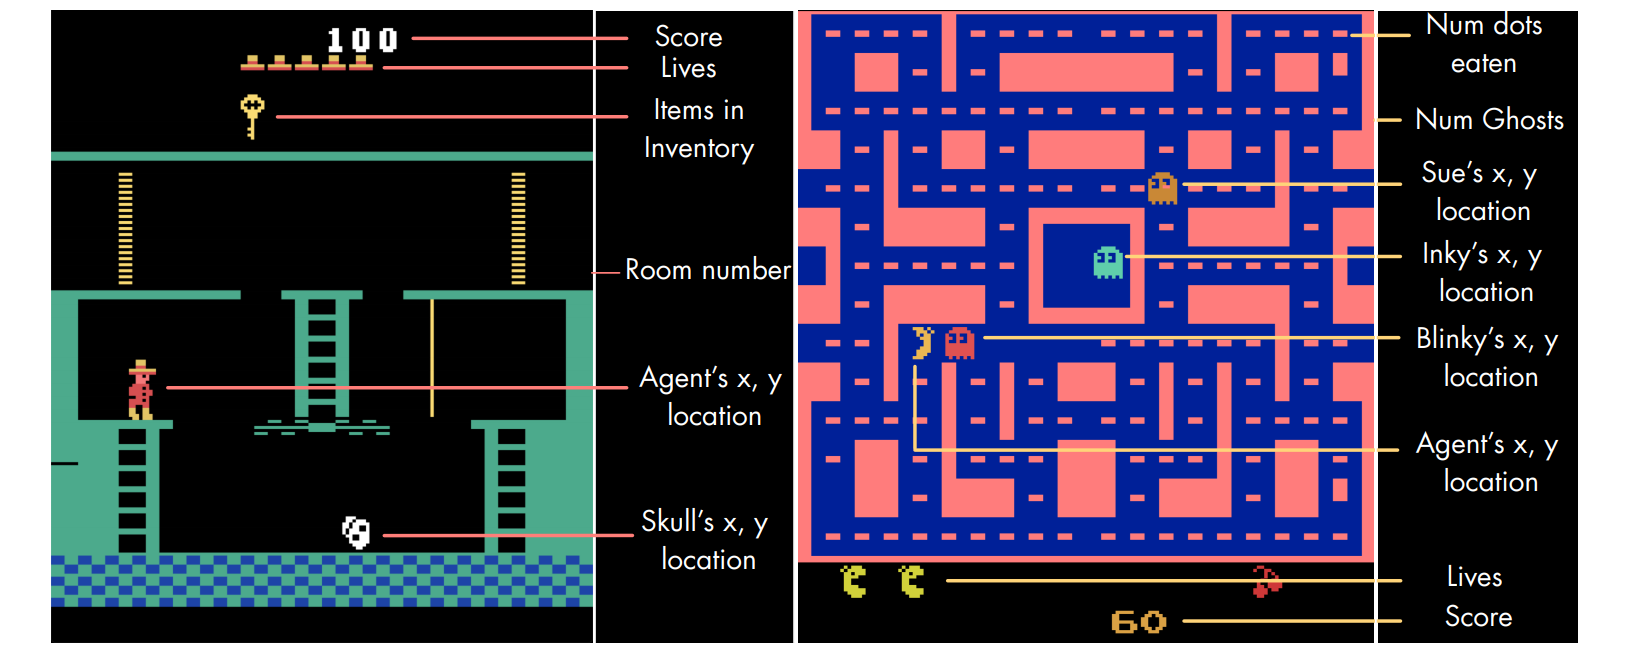 100
Score
Lives
Items in
Inventory
Room number
Agent's x, y
location
Skull's x, y
location
Num dots
eaten
Num Ghosts
Sue's x, y
location
Inky's x, y
location
Blinky's x, y
location
Agent's x, y
location
Lives
60
Score